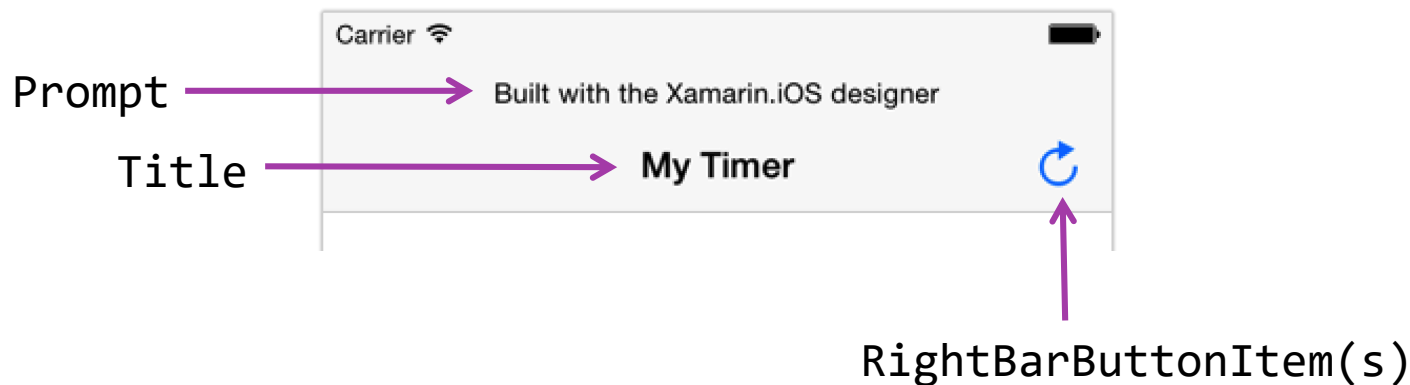 Carrier
Prompt
Built with the Xamarin.iOS designer
Title
My Timer
RightBarButtonItem(s)